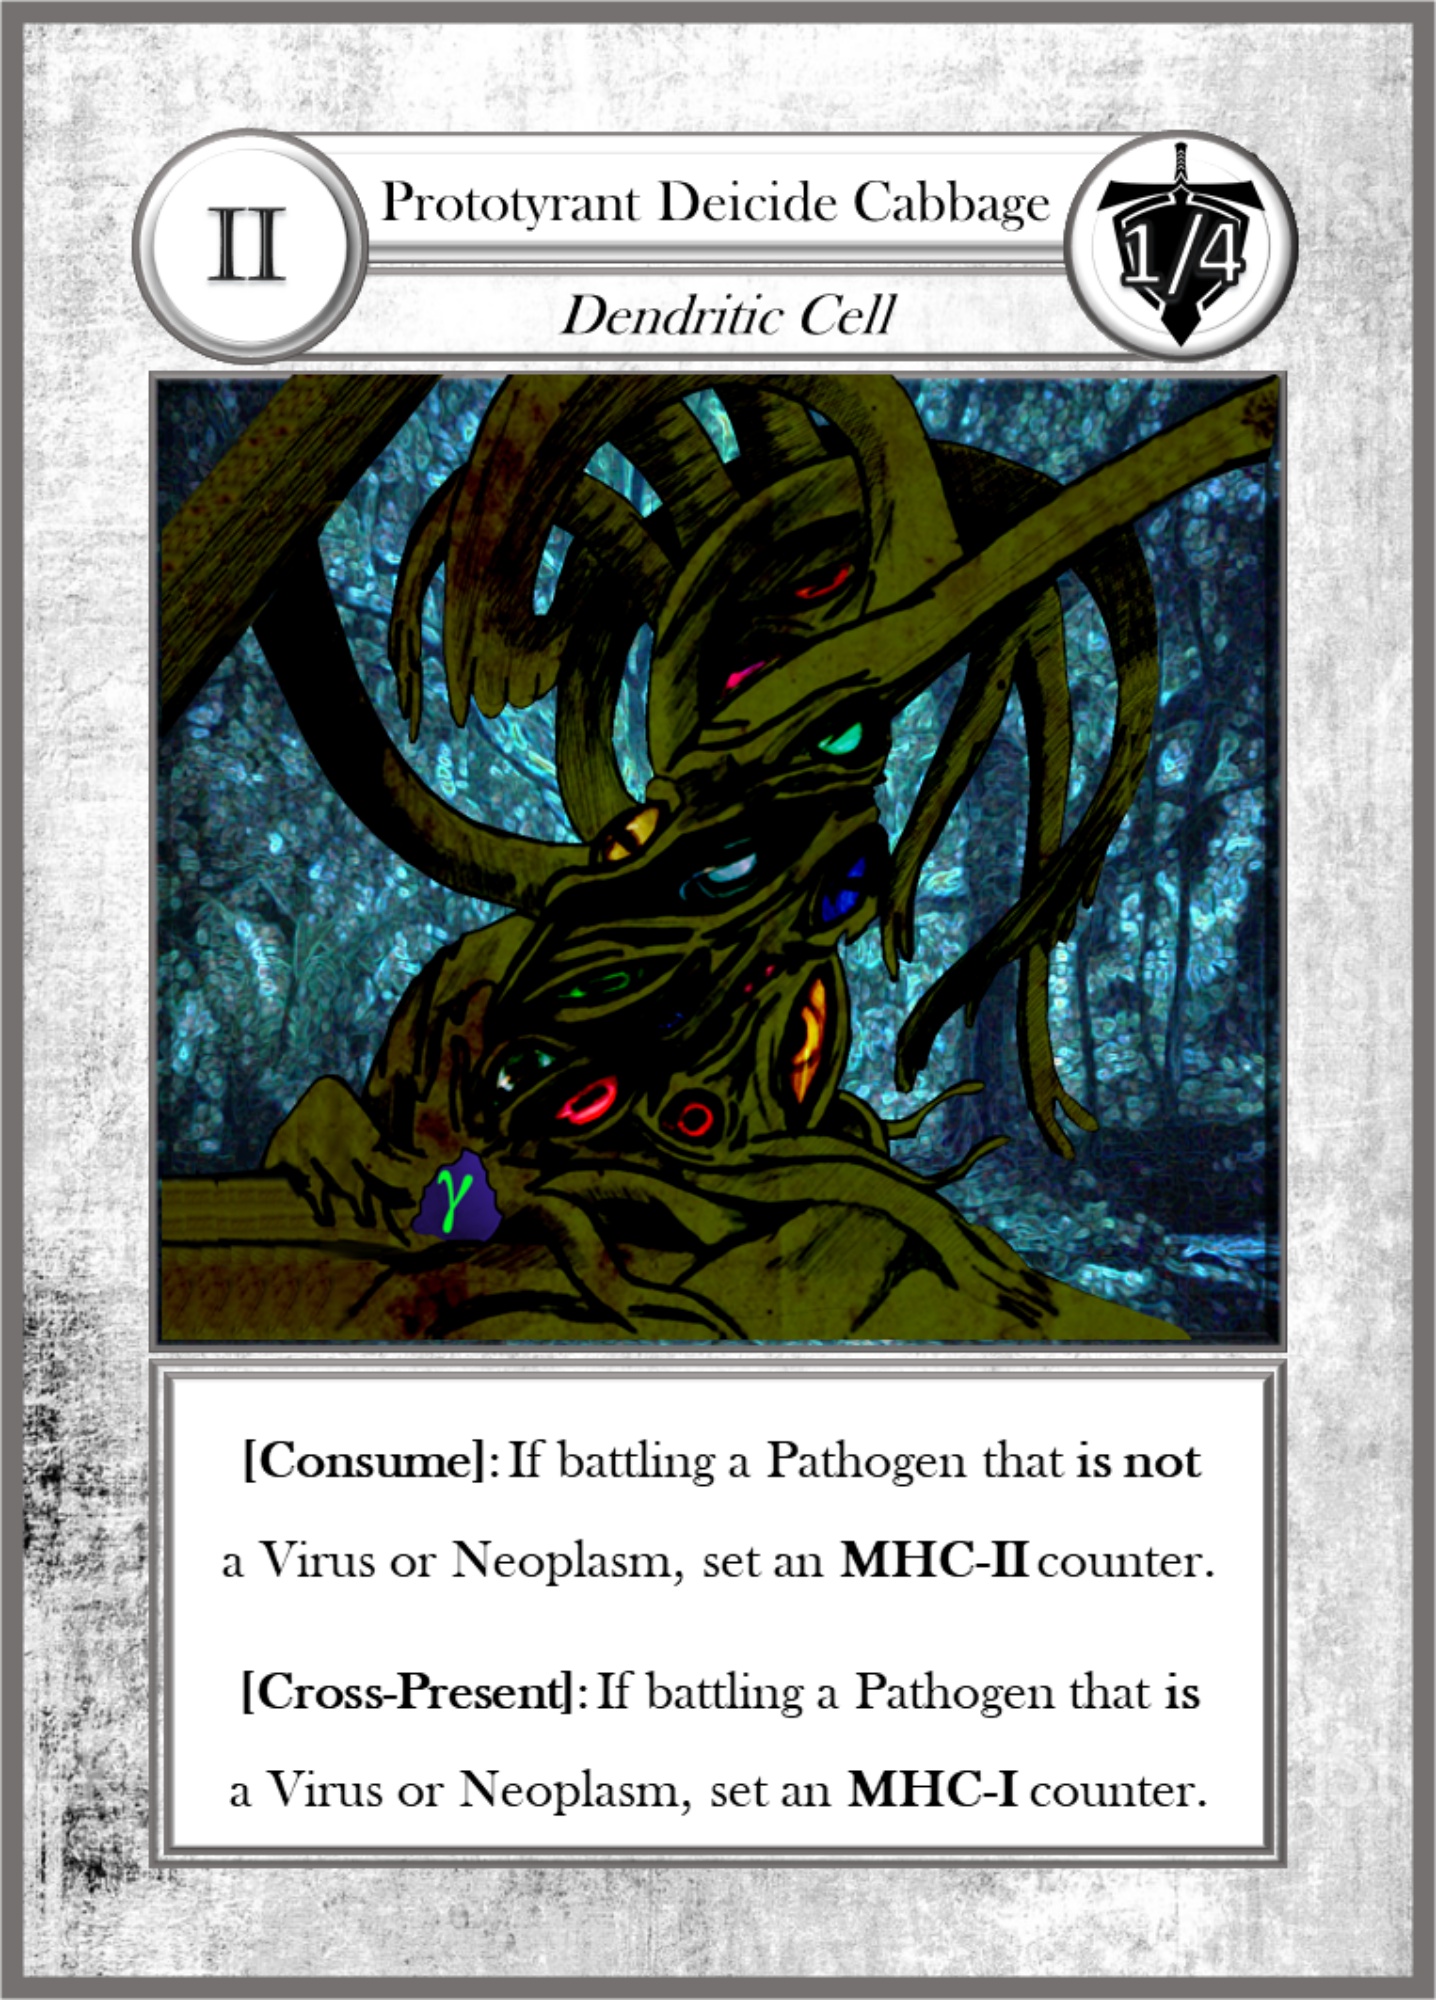 II
Prototyrant Deicide Cabbage
1/4
Dendritic Cell
γ
[Consume]: If battling a Pathogen that is not
a Virus or Neoplasm, set an MHC-II counter.
[Cross-Present]: If battling a Pathogen that is
a Virus or Neoplasm, set an MHC-I counter.